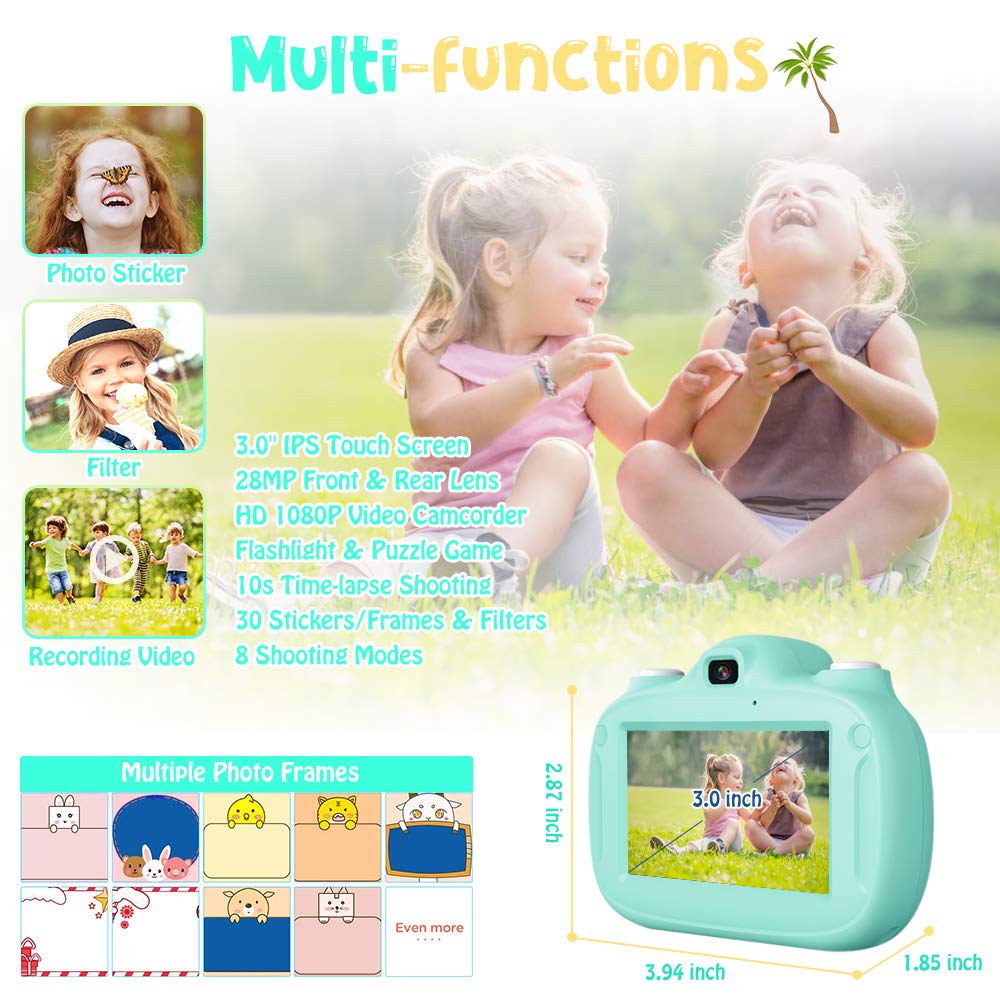 Multi-functions
Photo Sticker
Filter
Recording Video
3.0" IPS Touch Screen
28MP Front & Rear Lens
HD 1080P Video Camcorder
Flashlight & Puzzle Game
10s Time-lapse Shooting
30 Stickers/Frames & Filters
8 Shooting Modes
Multiple Photo Frames
Even more
2.87 inch
3.0 inch
3.94 inch
1.85 inch